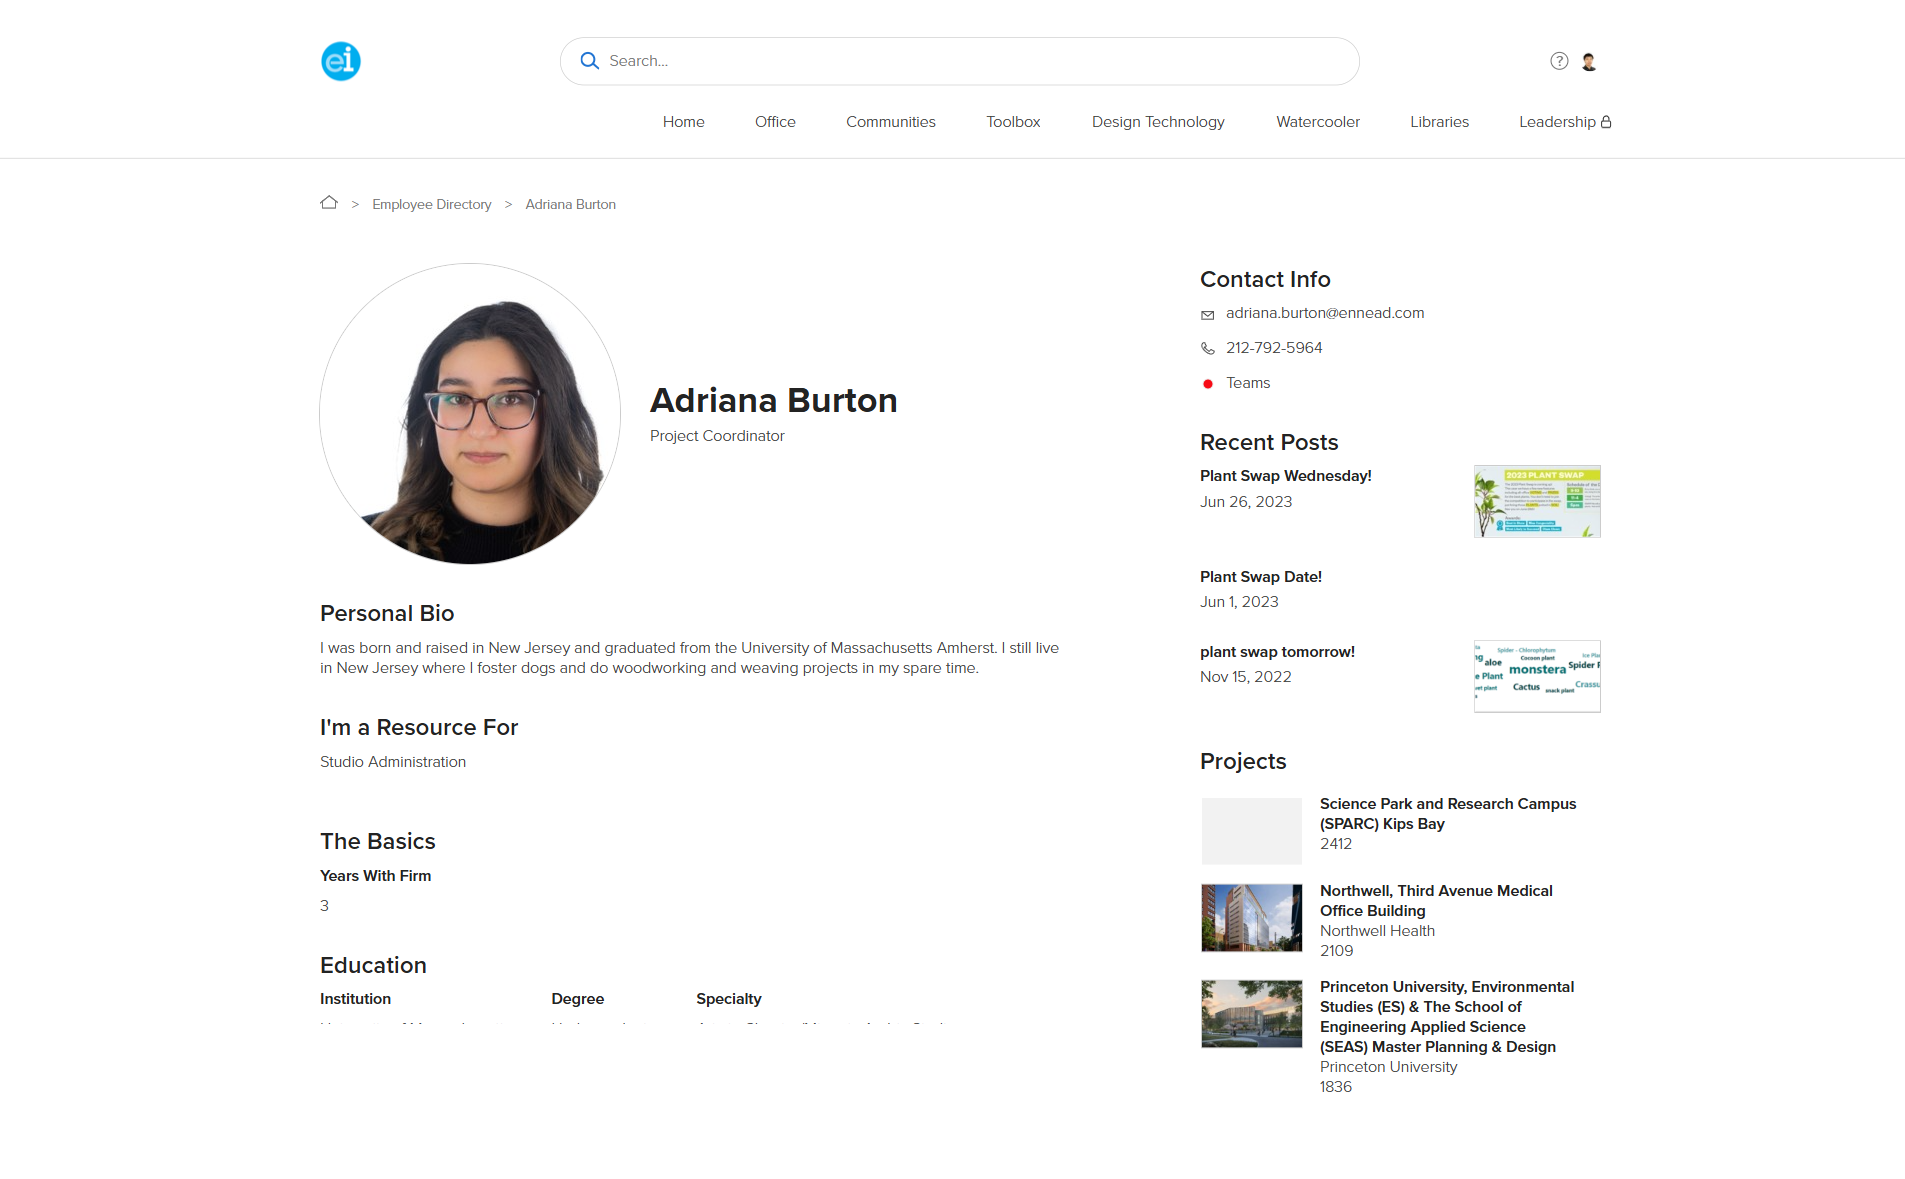 ei
Search...
?
Home
Office
Communities
Toolbox
Design Technology
Watercooler
Libraries
Leadership
> Employee Directory > Adriana Burton
Adriana Burton
Project Coordinator
Personal Bio
I was born and raised in New Jersey and graduated from the University of Massachusetts Amherst. I still live
in New Jersey where I foster dogs and do woodworking and weaving projects in my spare time.
I'm a Resource For
Studio Administration
The Basics
Years With Firm
3
Education
Institution
Degree
Specialty
Contact Info
adriana.burton@ennead.com
212-792-5964
Teams
Recent Posts
Plant Swap Wednesday!
Jun 26, 2023
2023 PLANT SWAP
Plant Swap Date!
Jun 1, 2023
plant swap tomorrow!
Nov 15, 2022
Spider - Chlorophytum
Cocoon plant
aloe
monstera
Spider
Plant
Cactus
snack plant
Projects
Science Park and Research Campus
(SPARC) Kips Bay
2412
Northwell, Third Avenue Medical
Office Building
Northwell Health
2109
Princeton University, Environmental
Studies (ES) & The School of
Engineering Applied Science
(SEAS) Master Planning & Design
Princeton University
1836